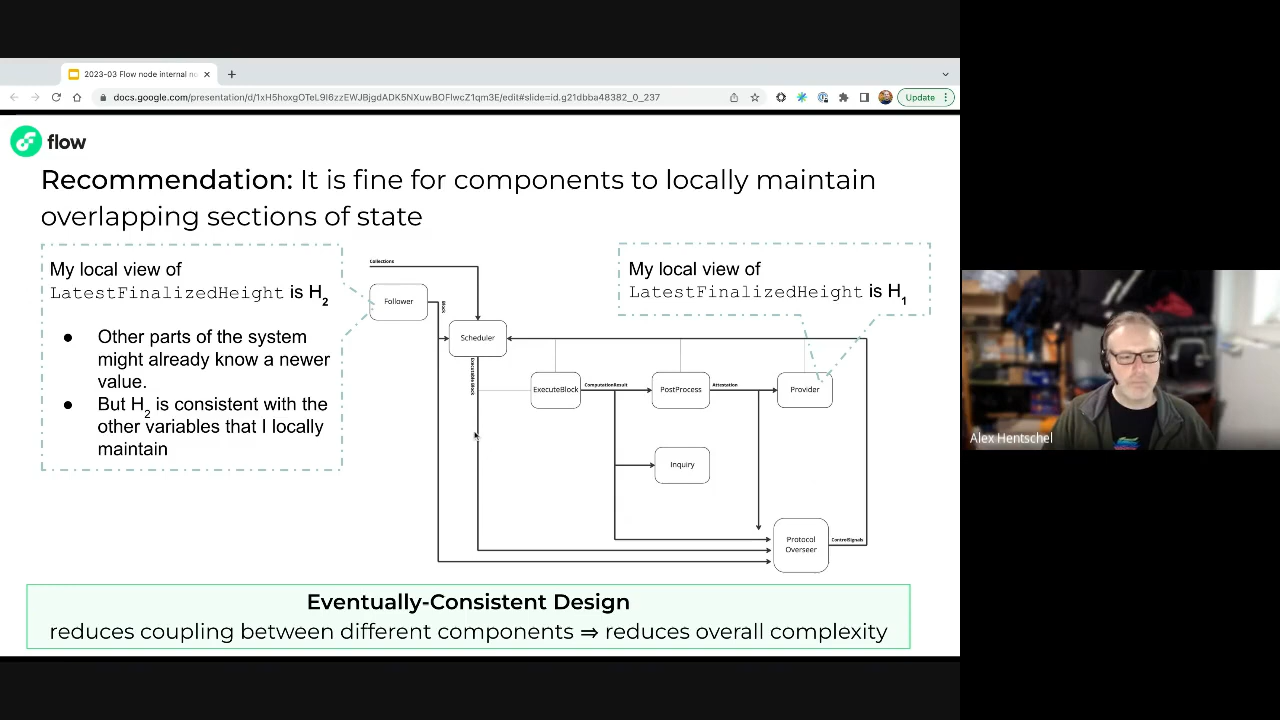 2023-03 Flow node internal no
docs.google.com/presentation/d/1xH5hoxgOTeL9I6zzEWJBjgdADK5NXuwBOFlwcZ1qm3E/edit#slide=id.g21dbba48382_0_237
Update
flow
Recommendation: It is fine for components to locally maintain
overlapping sections of state
My local view of
LatestFinalizedHeight is H2
● Other parts of the system
might already know a newer
value.
● But H2 is consistent with the
other variables that I locally
maintain
My local view of
LatestFinalizedHeight is H1
Collections
Follower
Block
Scheduler
Executable Block
ExecuteBlock
ComputationResult
PostProcess
Attestation
Provider
Inquiry
Protocol
Overseer
ControlSignals
Eventually-Consistent Design
reduces coupling between different components ⇒ reduces overall complexity
Alex Hentschel